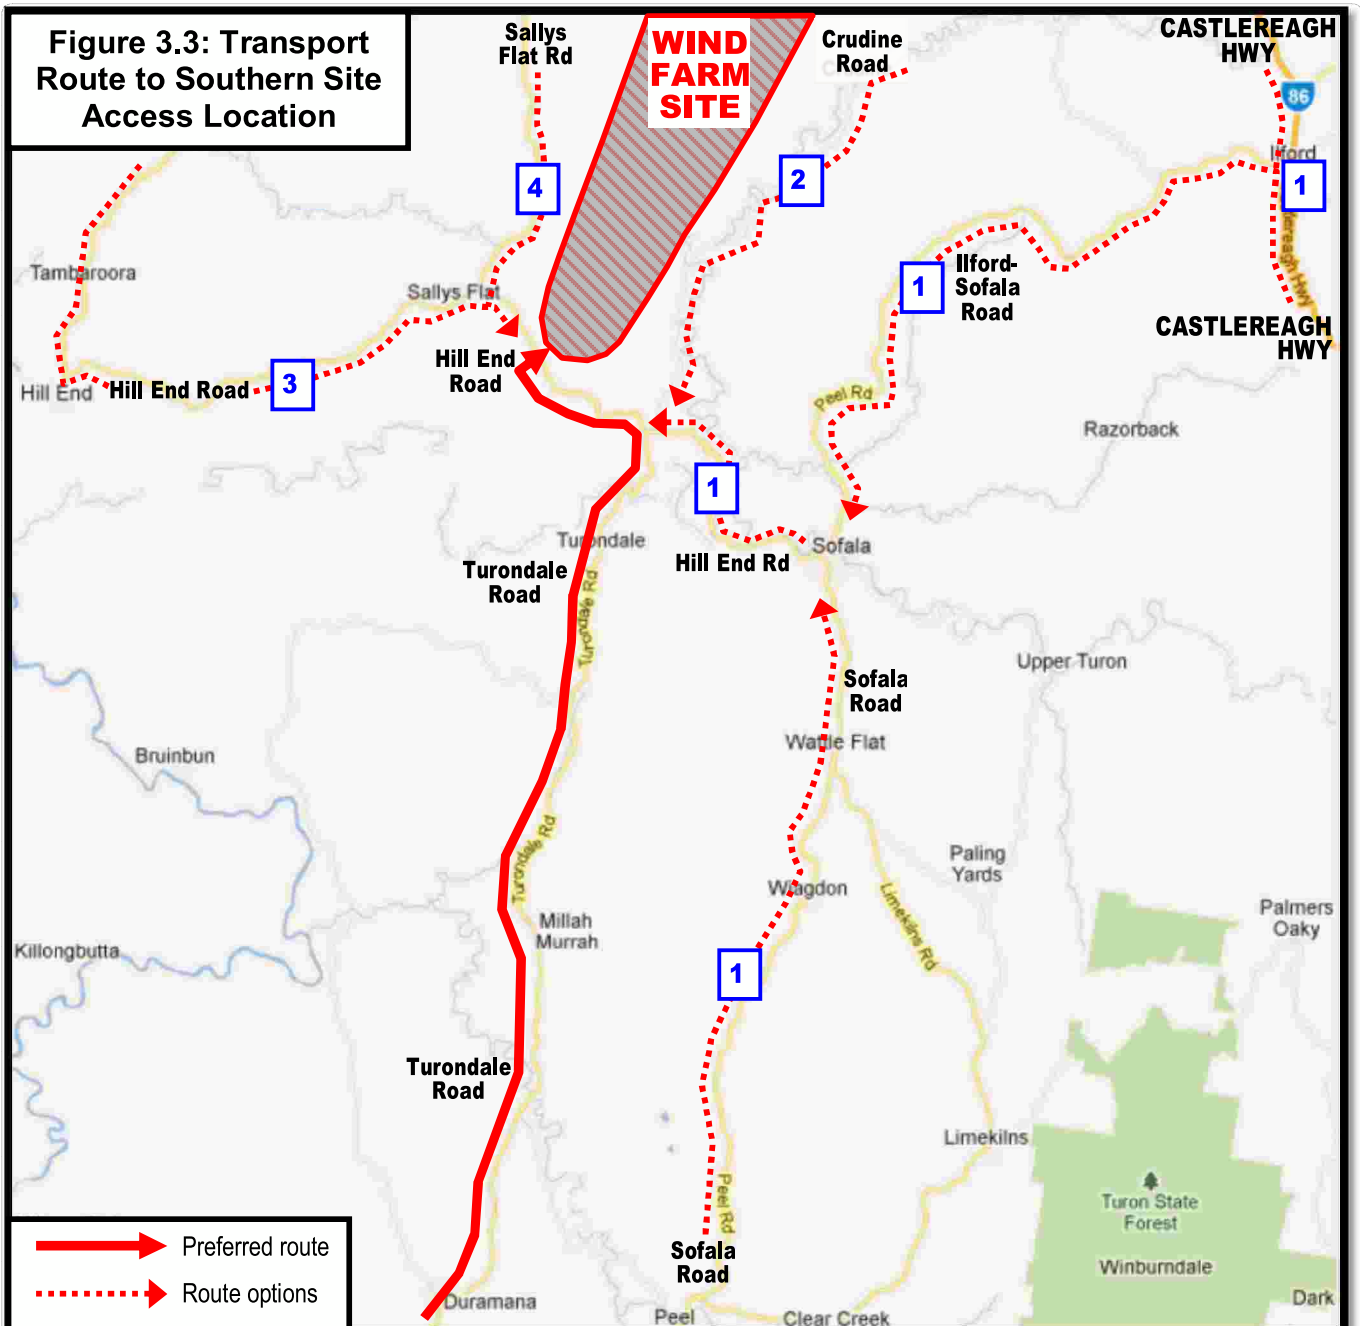 Figure 3.3: Transport
Route to Southern Site
Access Location
Sallys
Flat Rd
WIND
FARM
SITE
Crudine
Road
CASTLEREAGH
HWY
86
Ilford
1
2
4
Tambaroora
Sallys Flat
1
Ilford-
Sofala
Road
CASTLEREAGH
HWY
Hill End
Road
Hill End
Hill End Road
3
Peel Rd
Razorback
1
Turondale
Sofala
Hill End Rd
Turondale
Road
Turondale Rd
Upper Turon
Sofala
Road
Wattle Flat
Bruinbun
Turondale Rd
Paling
Yards
Wiagdon
Limekilns Rd
Palmers
Oaky
Millah
Murrah
Killongbutta
1
Turondale
Road
Limekilns
Peel Rd
Turon State
Forest
Sofala
Road
Winburndale
Preferred route
Route options
Duramana
Peel
Clear Creek
Dark